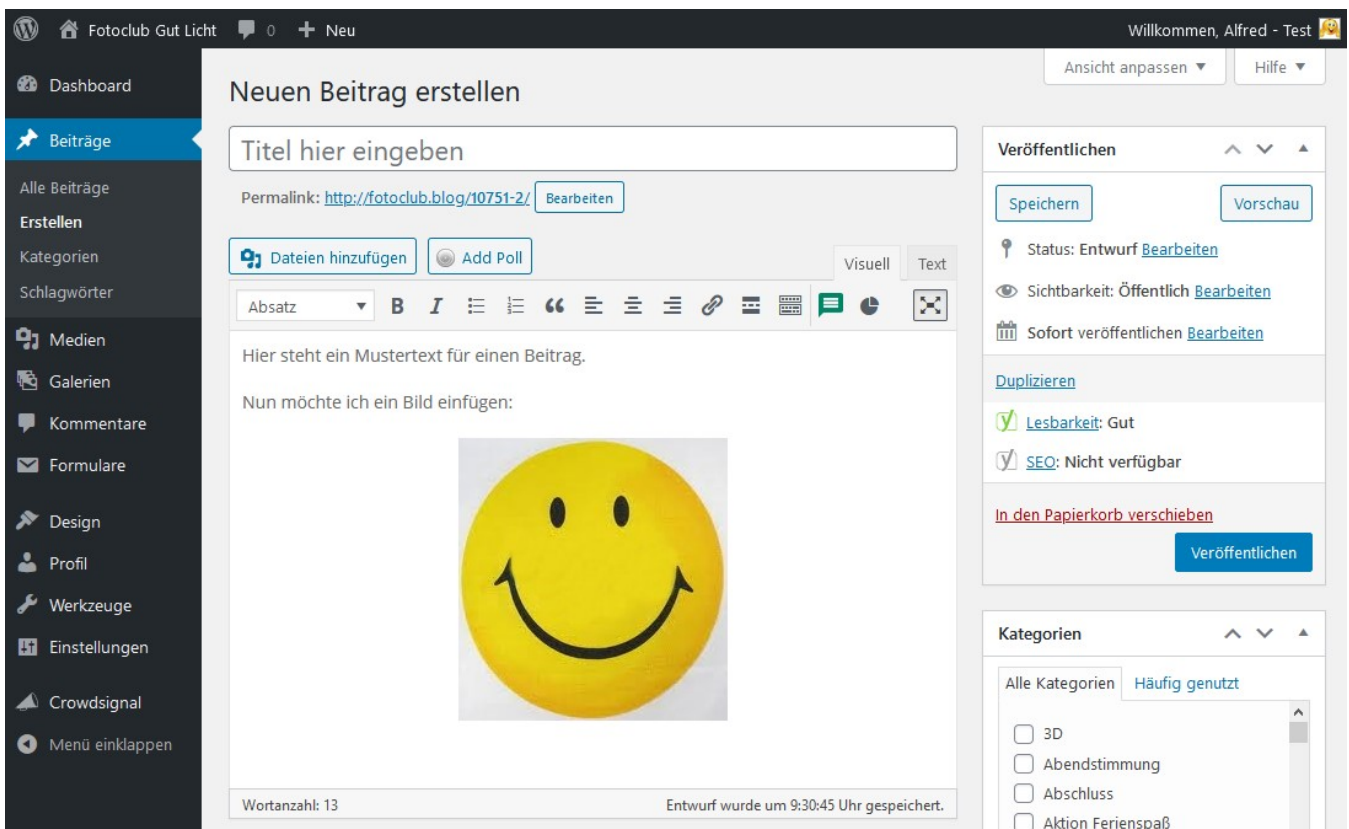 Fotoclub Gut Licht 0 Neu Willkommen, Alfred - Test
Ansicht anpassen Hilfe
Dashboard
Beiträge
Alle Beiträge
Erstellen
Kategorien
Schlagwörter
Medien
Galerien
Kommentare
Formulare
Design
Profil
Werkzeuge
Einstellungen
Crowdsignal
Menü einklappen
Neuen Beitrag erstellen
Titel hier eingeben
Permalink: http://fotoclub.blog/10751-2/ Bearbeiten
Dateien hinzufügen Add Poll Visuell Text
Absatz B I
Hier steht ein Mustertext für einen Beitrag.
Nun möchte ich ein Bild einfügen:
Wortanzahl: 13 Entwurf wurde um 9:30:45 Uhr gespeichert.
Veröffentlichen
Speichern Vorschau
Status: Entwurf Bearbeiten
Sichtbarkeit: Öffentlich Bearbeiten
Sofort veröffentlichen Bearbeiten
Duplizieren
Lesbarkeit: Gut
SEO: Nicht verfügbar
In den Papierkorb verschieben
Veröffentlichen
Kategorien
Alle Kategorien Häufig genutzt
3D
Abendstimmung
Abschluss
Aktion Ferienspaß